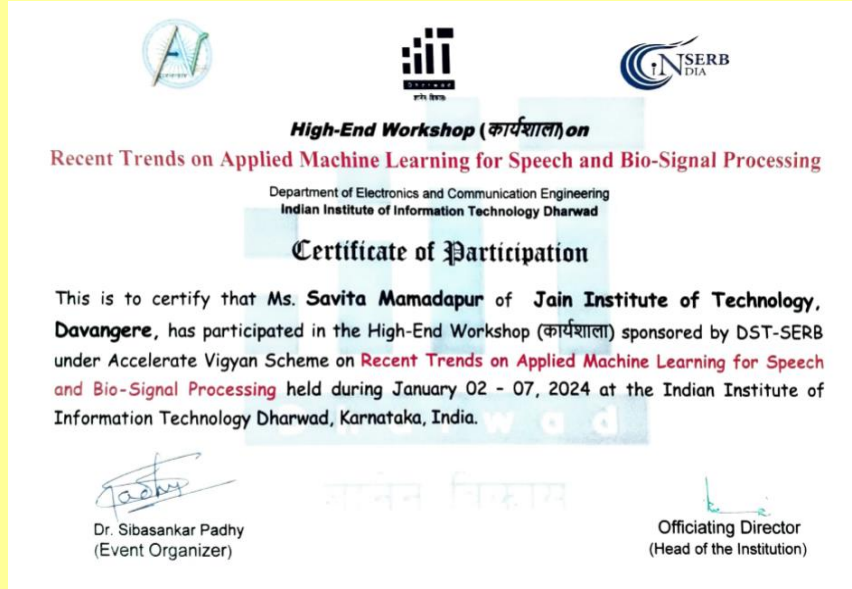 SERB
INDIA
Dharwad
ज्ञानेन विकासः
High-End Workshop (कार्यशाला) on
Recent Trends on Applied Machine Learning for Speech and Bio-Signal Processing
Department of Electronics and Communication Engineering
Indian Institute of Information Technology Dharwad
Certificate of Participation
This is to certify that Ms. Savita Mamadapur of Jain Institute of Technology,
Davangere, has participated in the High-End Workshop (कार्यशाला) sponsored by DST-SERB
under Accelerate Vigyan Scheme on Recent Trends on Applied Machine Learning for Speech
and Bio-Signal Processing held during January 02 - 07, 2024 at the Indian Institute of
Information Technology Dharwad, Karnataka, India.
Padhy
Dr. Sibasankar Padhy
(Event Organizer)
Officiating Director
(Head of the Institution)